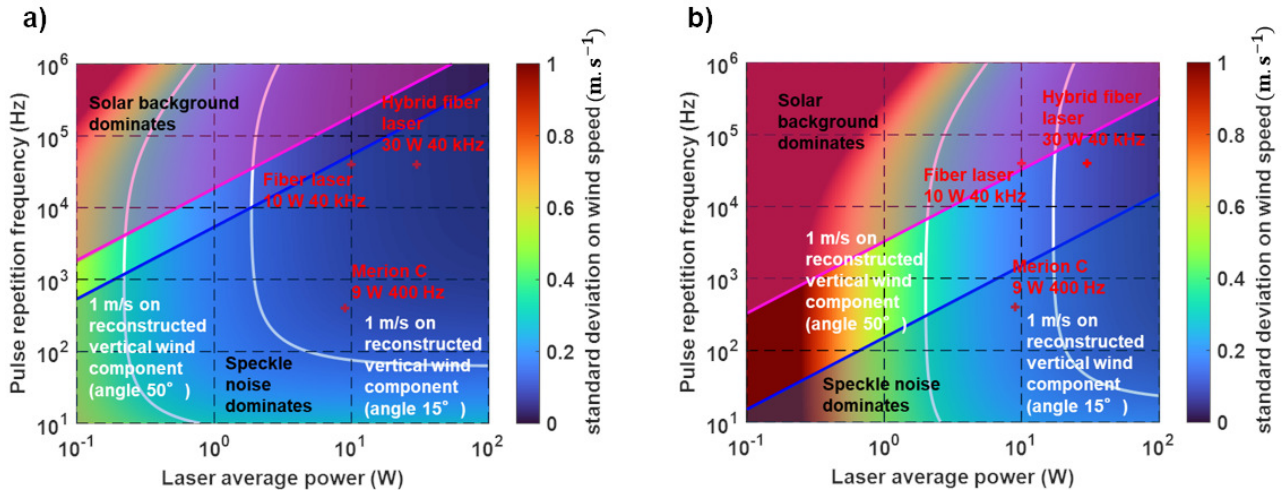 a)
Pulse repetition frequency (Hz)
10^6
10^5
10^4
10^3
10^2
10^1
Solar background
dominates
Hybrid fiber
laser
30 W 40 kHz
Fiber laser
10 W 40 kHz
Merion C
9 W 400 Hz
1 m/s on
reconstructed
vertical wind
component
(angle 50°)
Speckle
noise
dominates
1 m/s on
reconstructed
vertical wind
component
(angle 15°)
10^-1
10^0
10^1
10^2
Laser average power (W)
1
0.8
0.6
0.4
0.2
0
standard deviation on wind speed (m.s^-1)
b)
Pulse repetition frequency (Hz)
10^6
10^5
10^4
10^3
10^2
10^1
Solar
background
dominates
Hybrid fiber
laser
30 W 40 kHz
Fiber laser
10 W 40 kHz
1 m/s on
reconstructed
vertical wind
component
(angle 50°)
Merion C
9 W 400 Hz
1 m/s on
reconstructed
vertical wind
component
(angle 15°)
Speckle noise
dominates
10^-1
10^0
10^1
10^2
Laser average power (W)
1
0.8
0.6
0.4
0.2
0
standard deviation on wind speed (m.s^-1)